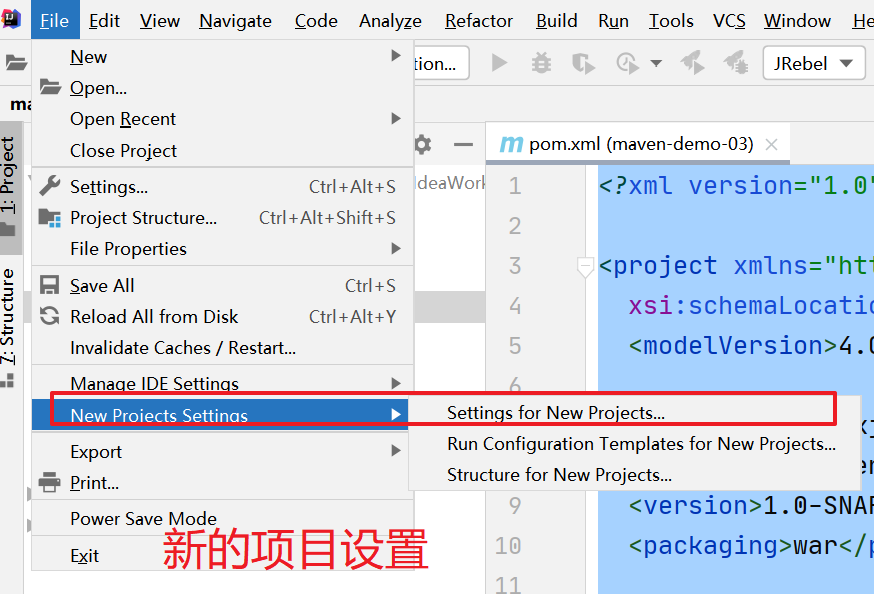 File Edit View Navigate Code Analyze Refactor Build Run Tools VCS Window He
New
tion...
JRebel
Open...
Open Recent
Close Project
pom.xml (maven-demo-03)
1: Project
Settings... Ctrl+Alt+S
IdeaWork
1 <?xml version="1.0"
Project Structure... Ctrl+Alt+Shift+S
2
File Properties
3 <project xmlns="htt
Save All Ctrl+S
4 xsi:schemaLocatio
Reload All from Disk Ctrl+Alt+Y
7: Structure
Invalidate Caches / Restart...
5 <modelVersion>4.0
Manage IDE Settings
6
New Projects Settings
Settings for New Projects...
Run Configuration Templates for New Projects...
Structure for New Projects...
Export
Print...
9 <version>1.0-SNAP
Power Save Mode
10 <packaging>war</p
Exit
新的项目设置
11